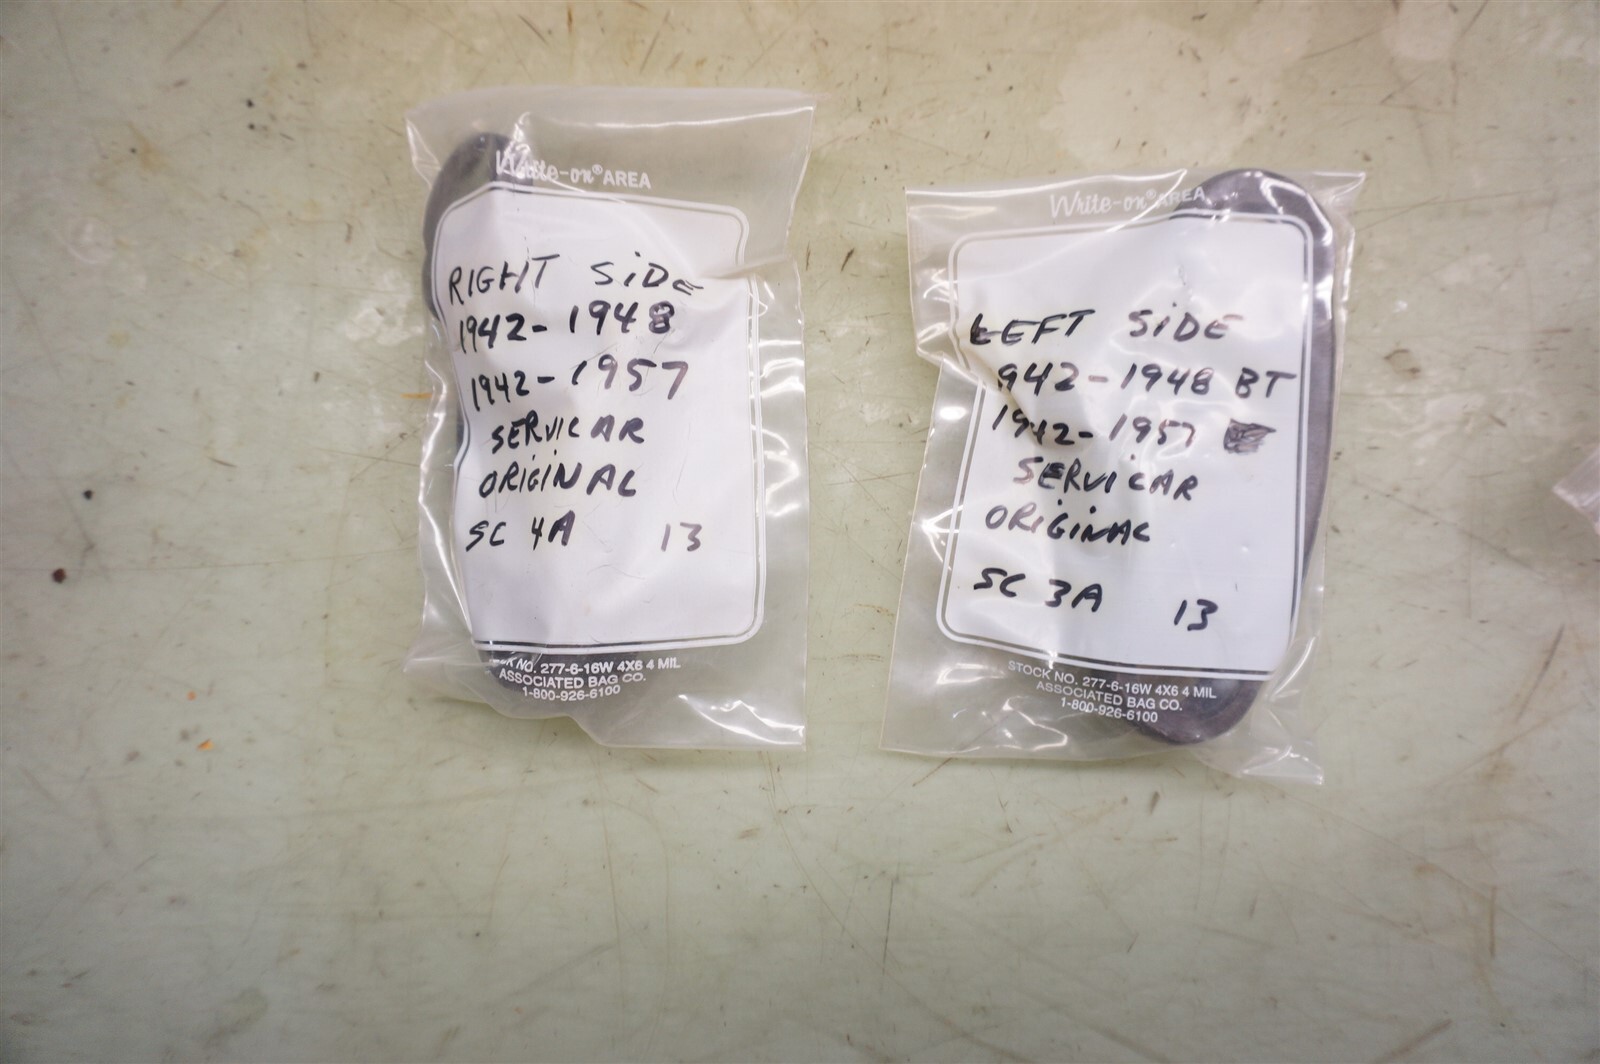 Write-on® AREA
RIGHT SiDE
1942-1948
1942-1957
SERVICAR
ORIGINAL
SC 4A 13
NO. 277-6-16W 4X6 4 MIL
ASSOCIATED BAG CO.
1-800-926-6100
Write-on® AREA
LEFT SiDE
942-1948 BT
1942-1957
SERViCAR
ORiGiNAL
SC 3A 13
STOCK NO. 277-6-16W 4X6 4 MIL
ASSOCIATED BAG CO.
1-800-926-6100